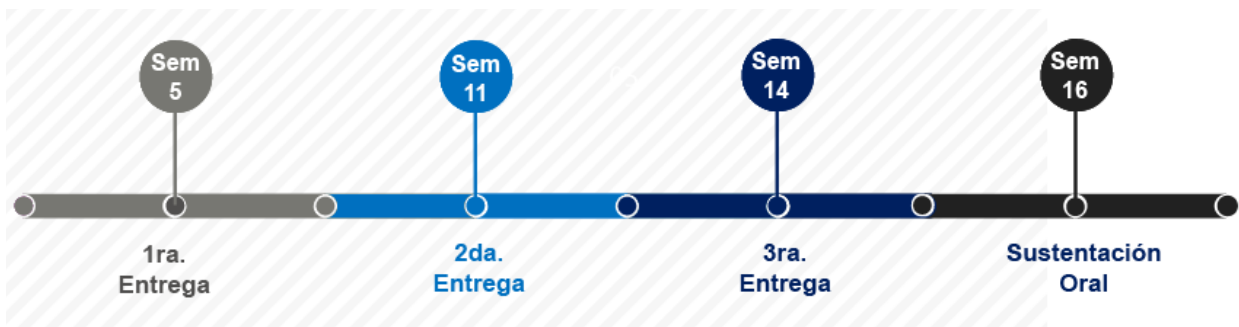 Sem
5
Sem
11
Sem
14
Sem
16
1ra.
Entrega
2da.
Entrega
3ra.
Entrega
Sustentación
Oral